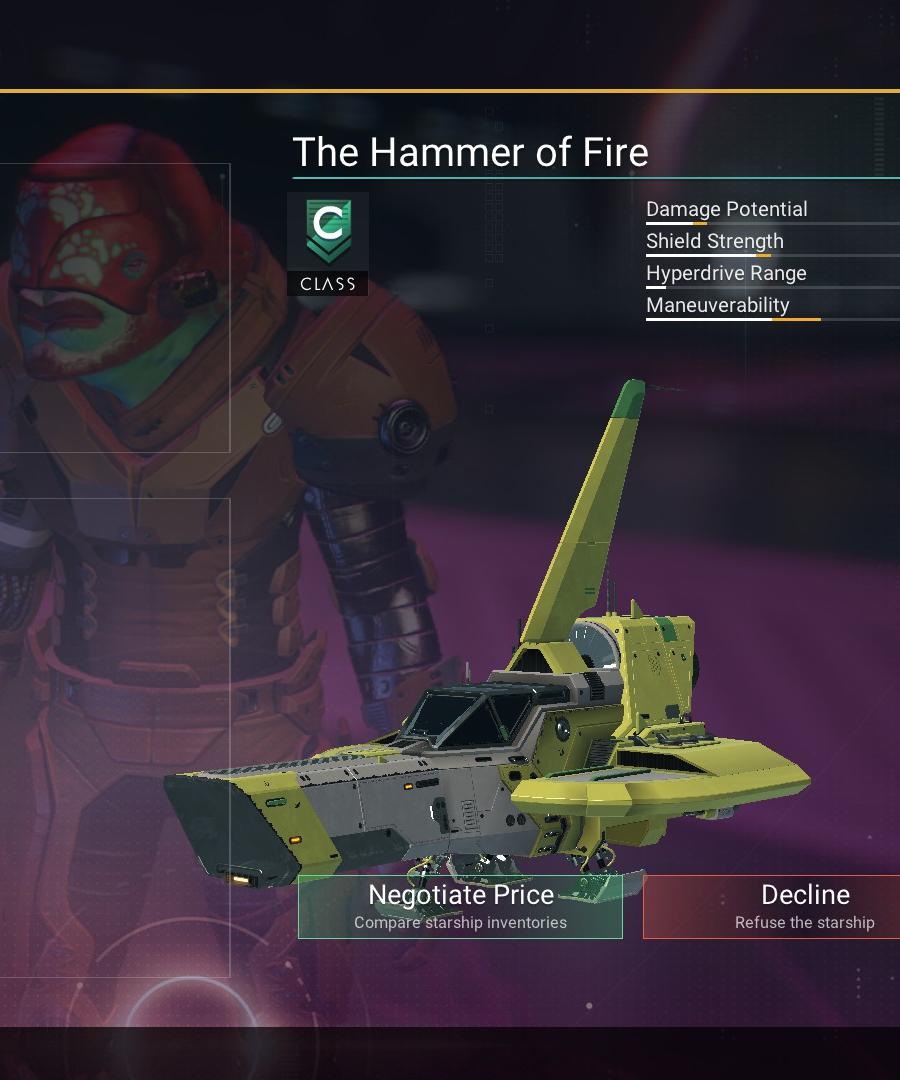 The Hammer of Fire
C
CLASS
Damage Potential
Shield Strength
Hyperdrive Range
Maneuverability
Negotiate Price
Compare starship inventories
Decline
Refuse the starship